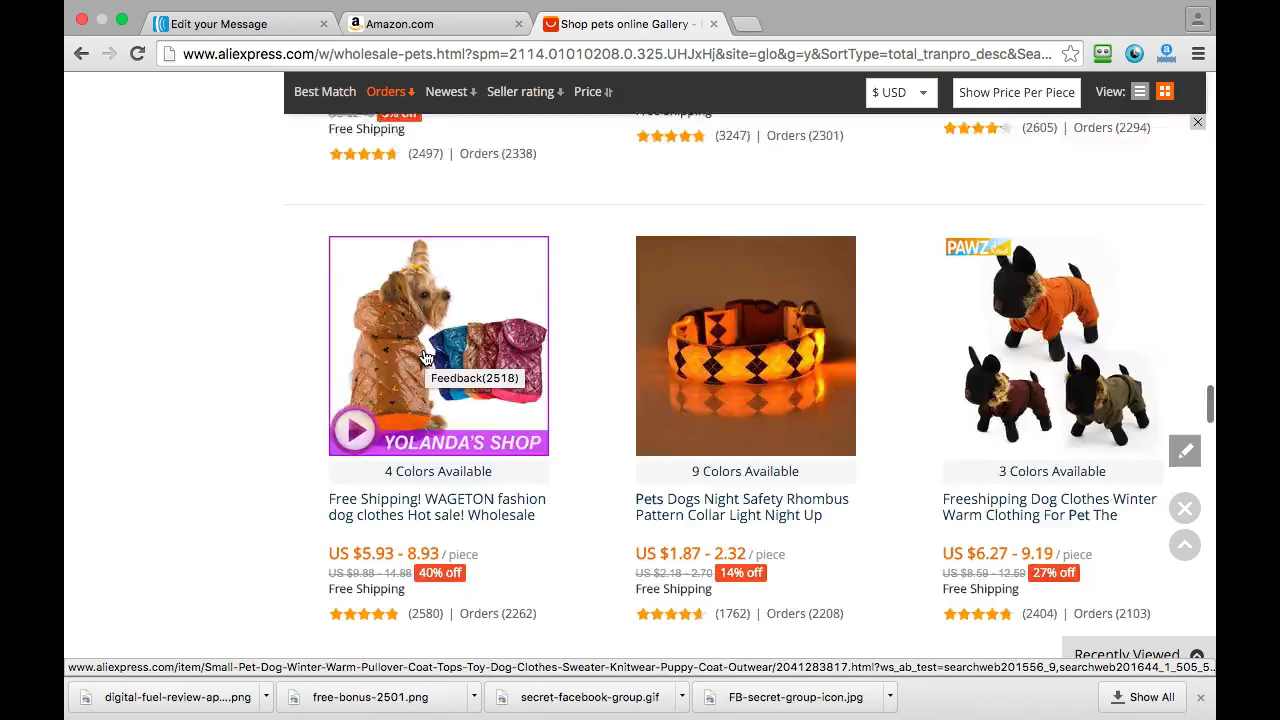 Edit your Message
Amazon.com
Shop pets online Gallery -
www.aliexpress.com/w/wholesale-pets.html?spm=2114.01010208.0.325.UHJxHj&site=glo&g=y&SortType=total_tranpro_desc&Sea...
Best Match Orders Newest Seller rating Price $ USD Show Price Per Piece View:
Free Shipping
(2497) | Orders (2338)
(3247) | Orders (2301)
(2605) | Orders (2294)
Feedback(2518)
YOLANDA'S SHOP
4 Colors Available
Free Shipping! WAGETON fashion
dog clothes Hot sale! Wholesale
US $5.93 - 8.93 / piece
US $9.88 - 14.88 40% off
Free Shipping
(2580) | Orders (2262)
9 Colors Available
Pets Dogs Night Safety Rhombus
Pattern Collar Light Night Up
US $1.87 - 2.32 / piece
US $2.18 - 2.70 14% off
Free Shipping
(1762) | Orders (2208)
PAWZ
3 Colors Available
Freeshipping Dog Clothes Winter
Warm Clothing For Pet The
US $6.27 - 9.19 / piece
US $8.59 - 12.59 27% off
Free Shipping
(2404) | Orders (2103)
Recently Viewed
www.aliexpress.com/item/Small-Pet-Dog-Winter-Warm-Pullover-Coat-Tops-Toy-Dog-Clothes-Sweater-Knitwear-Puppy-Coat-Outwear/2041283817.html?ws_ab_test=searchweb201556_9,searchweb201644_1_505_5...
digital-fuel-review-ap....png
free-bonus-2501.png
secret-facebook-group.gif
FB-secret-group-icon.jpg
Show All